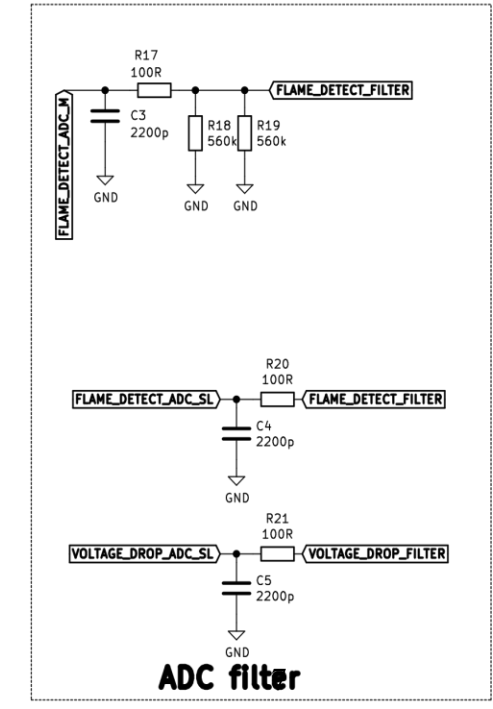 R17
100R
FLAME_DETECT_FILTER
C3
2200p
R18
560k
R19
560k
FLAME_DETECT_ADC_M
GND
GND
GND
R20
100R
FLAME_DETECT_ADC_SL
FLAME_DETECT_FILTER
C4
2200p
GND
R21
100R
VOLTAGE_DROP_ADC_SL
VOLTAGE_DROP_FILTER
C5
2200p
GND
ADC filter